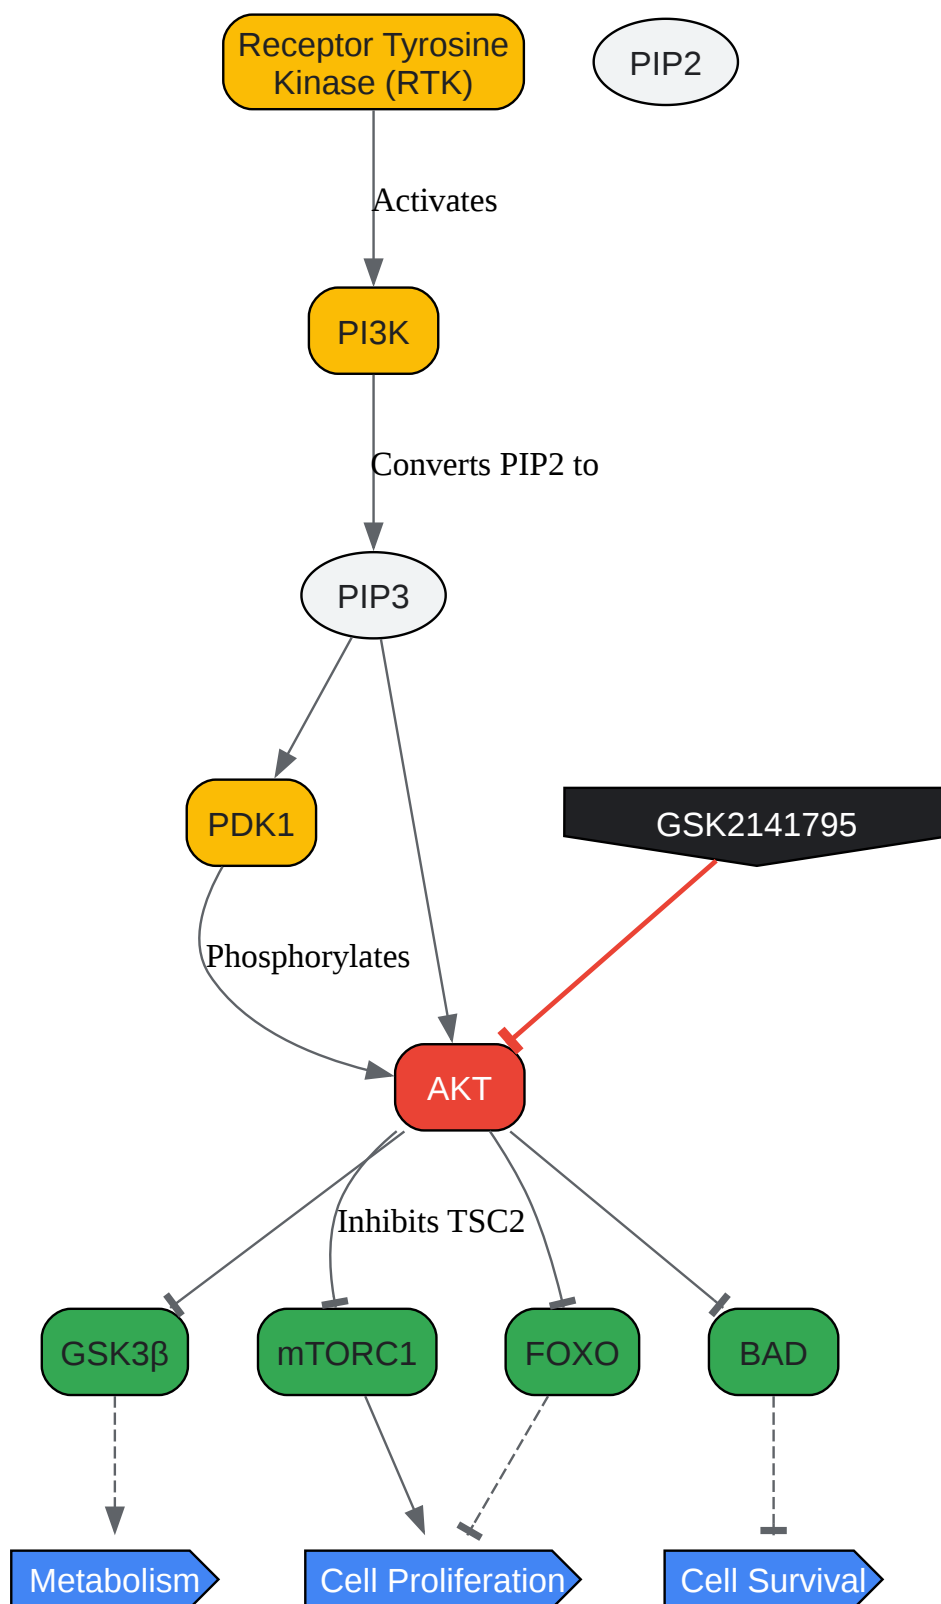 Receptor Tyrosine
Kinase (RTK)
PIP2
Activates
PI3K
Converts PIP2 to
PIP3
PDK1
GSK2141795
Phosphorylates
AKT
Inhibits TSC2
GSK3β
mTORC1
FOXO
BAD
Metabolism
Cell Proliferation
Cell Survival